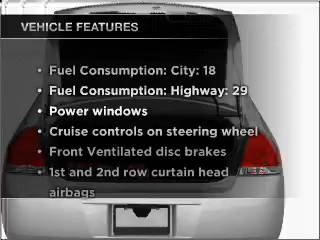 VEHICLE FEATURES
• Fuel Consumption: City: 18
• Fuel Consumption: Highway: 29
• Power windows
• Cruise controls on steering wheel
• Front Ventilated disc brakes
• 1st and 2nd row curtain head
airbags